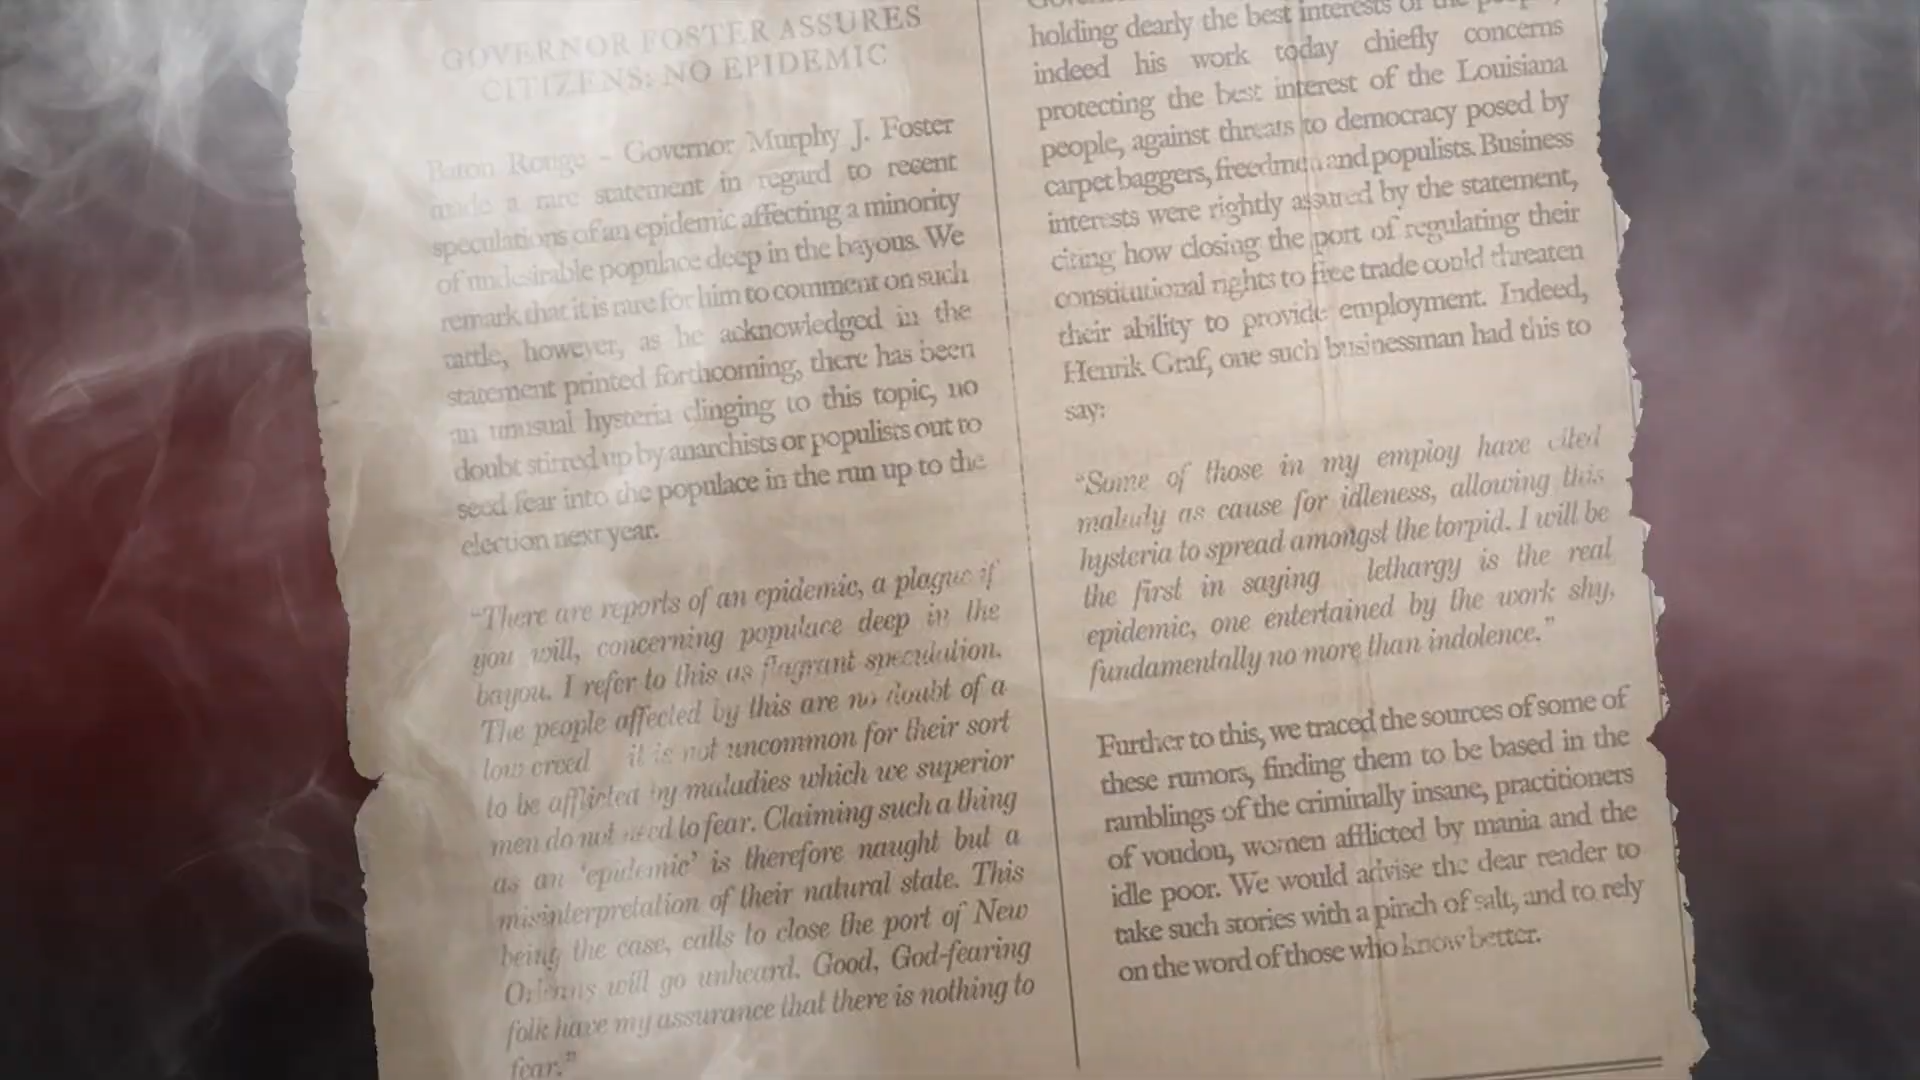 GOVERNOR FOSTER ASSURES
CITIZENS: NO EPIDEMIC
Baton Rouge - Governor Murphy J. Foster
made a rare statement in regard to recent
speculations of an epidemic affecting a minority
of undesirable populace deep in the bayous. We
remark that it is rare for him to comment on such
tattle, however, as he acknowledged in the
statement printed forthcoming, there has been
an unusual hysteria clinging to this topic, no
doubt stirred up by anarchists or populists out to
seed fear into the populace in the run up to the
election next year.
"There are reports of an epidemic, a plague if
you will, concerning populace deep in the
bayou. I refer to this as flagrant speculation.
The people affected by this are no doubt of a
low creed it is not uncommon for their sort
to be afflicted by maladies which we superior
men do not need to fear. Claiming such a thing
as an 'epidemic' is therefore naught but a
misinterpretation of their natural state. This
being the case, calls to close the port of New
Orleans will go unheard. Good, God-fearing
folk have my assurance that there is nothing to
fear."
holding dearly the best interests of the people,
indeed his work today chiefly concerns
protecting the best interest of the Louisiana
people, against threats to democracy posed by
carpet baggers, freedmen and populists. Business
interests were rightly assured by the statement,
citing how closing the port of regulating their
constitutional rights to free trade could threaten
their ability to provide employment. Indeed,
Henrik Graf, one such businessman had this to
say:
"Some of those in my employ have cited
malady as cause for idleness, allowing this
hysteria to spread amongst the torpid. I will be
the first in saying lethargy is the real
epidemic, one entertained by the work shy,
fundamentally no more than indolence."
Further to this, we traced the sources of some of
these rumors, finding them to be based in the
ramblings of the criminally insane, practitioners
of voudou, women afflicted by mania and the
idle poor. We would advise the dear reader to
take such stories with a pinch of salt, and to rely
on the word of those who know better.